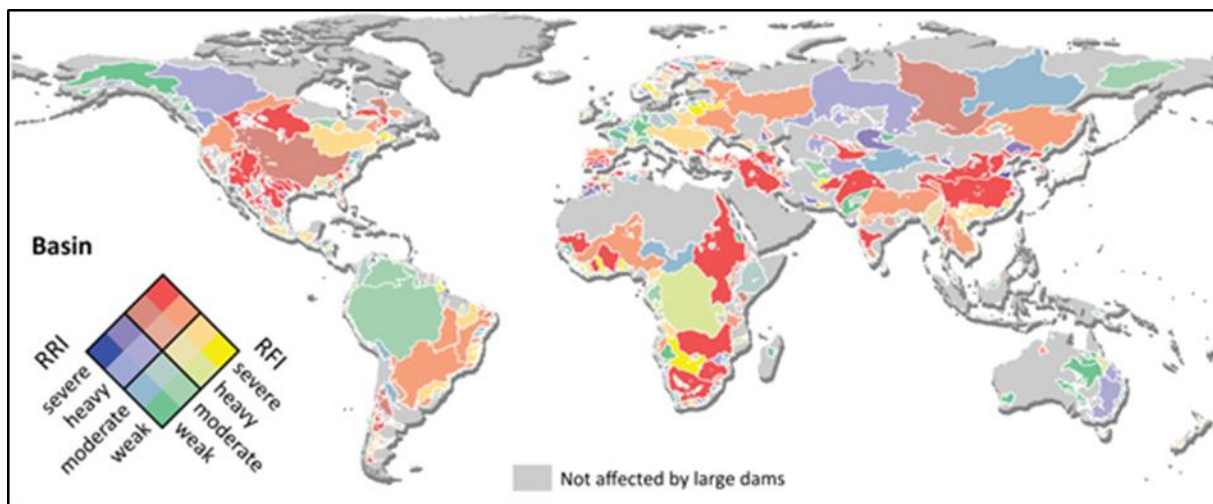 Basin
RRI
RFI
severe
heavy
moderate
weak
severe
heavy
moderate
weak
Not affected by large dams